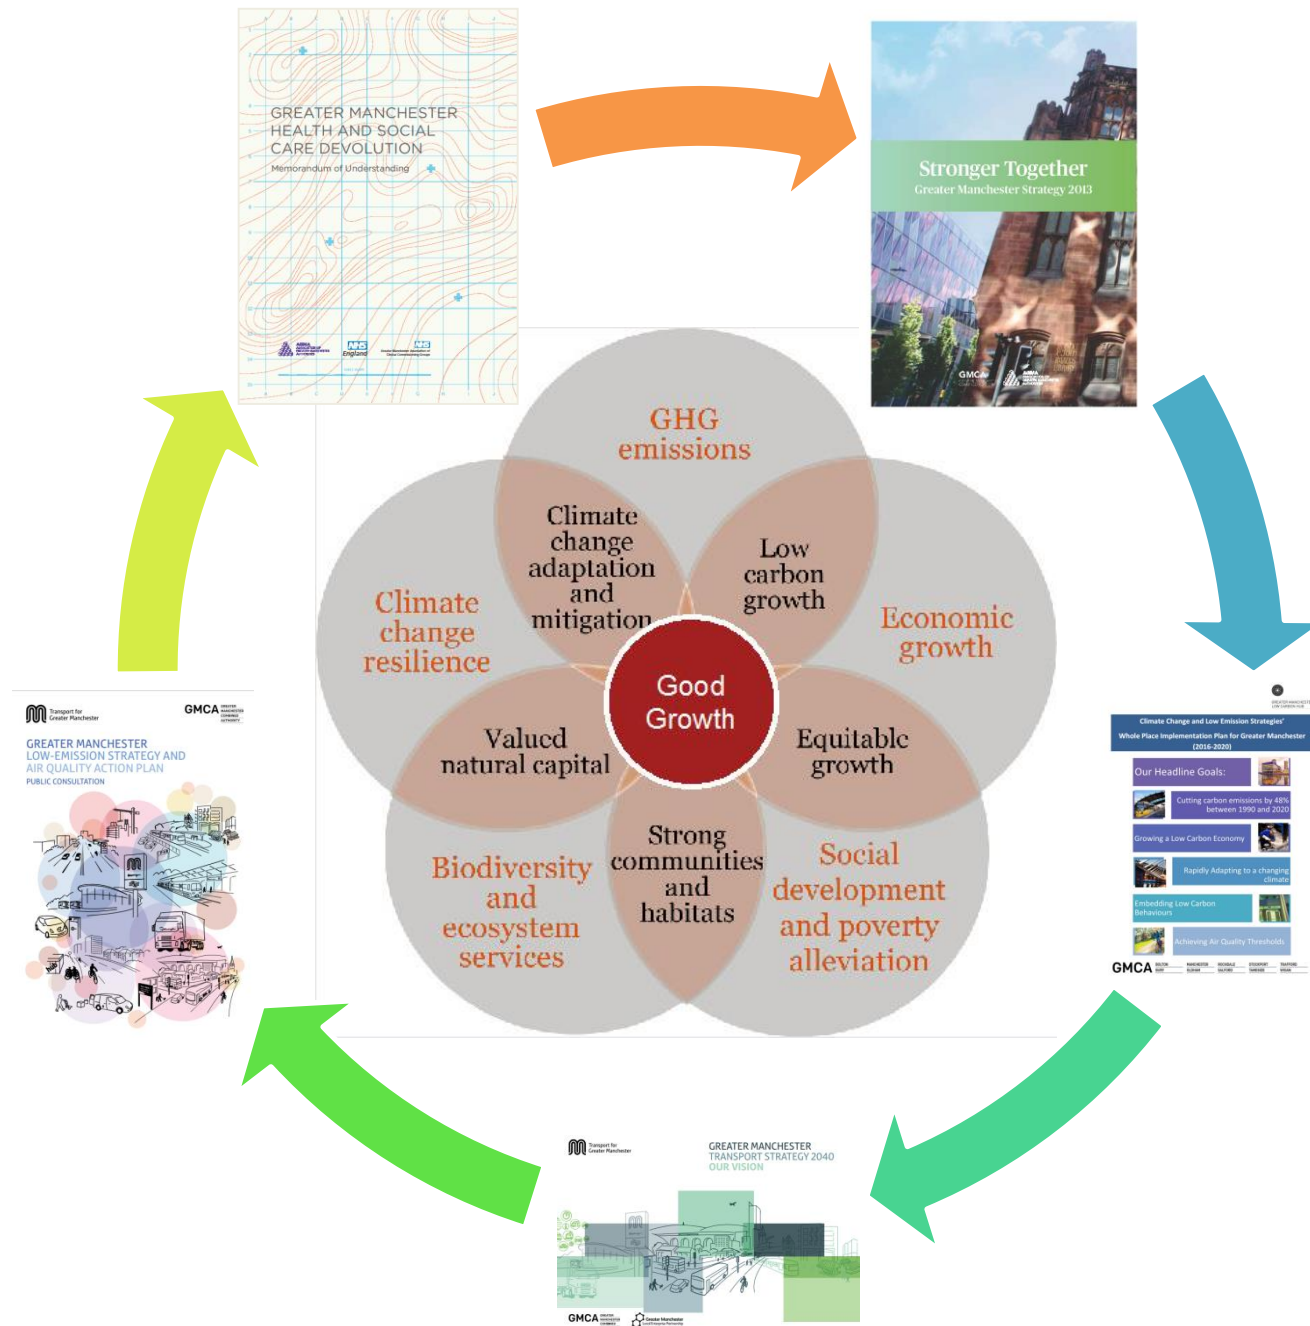 GREATER MANCHESTER
HEALTH AND SOCIAL
CARE DEVOLUTION
Memorandum of Understanding
NHS
England
NHS
Stronger Together
Greater Manchester Strategy 2013
GMCA
GHG
emissions
Climate
change
adaptation
and
mitigation
Low
carbon
growth
Climate
change
resilience
Economic
growth
Good
Growth
Valued
natural capital
Equitable
growth
Strong
communities
and
habitats
Biodiversity
and
ecosystem
services
Social
development
and poverty
alleviation
Transport for
Greater Manchester
GMCA
GREATER MANCHESTER
LOW-EMISSION STRATEGY AND
AIR QUALITY ACTION PLAN
PUBLIC CONSULTATION
Climate Change and Low Emission Strategies'
Whole Place Implementation Plan for Greater Manchester
(2016-2020)
Our Headline Goals:
Cutting carbon emissions by 48%
between 1990 and 2020
Growing a Low Carbon Economy
Rapidly Adapting to a changing
climate
Embedding Low Carbon
Behaviours
Achieving Air Quality Thresholds
GMCA
Transport for
Greater Manchester
GREATER MANCHESTER
TRANSPORT STRATEGY 2040
OUR VISION
GMCA
Greater Manchester